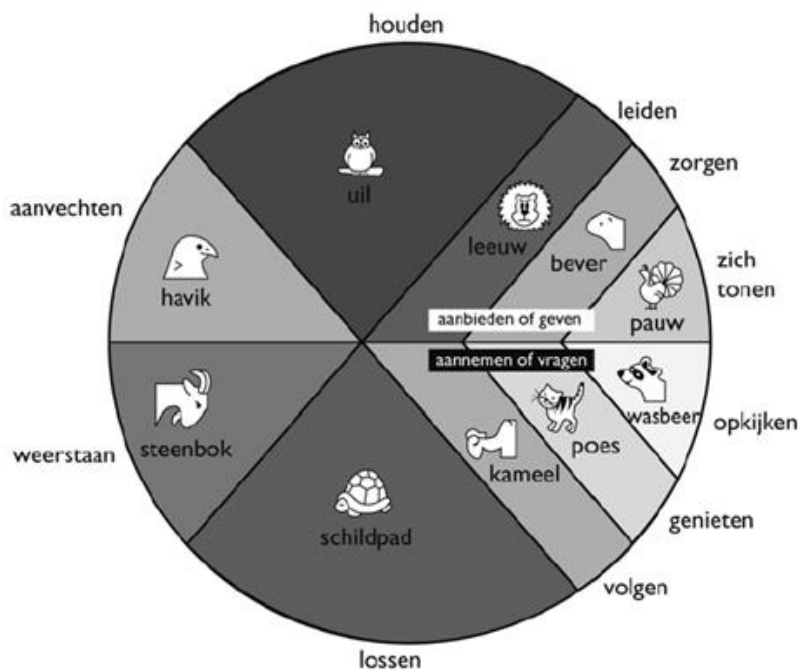 houden
leiden
zorgen
zich
tonen
opkijken
genieten
volgen
lossen
weerstaan
aanvechten
uil
leeuw
bever
pauw
aanbieden of geven
aannemen of vragen
wasbeer
poes
kameel
schildpad
steenbok
havik